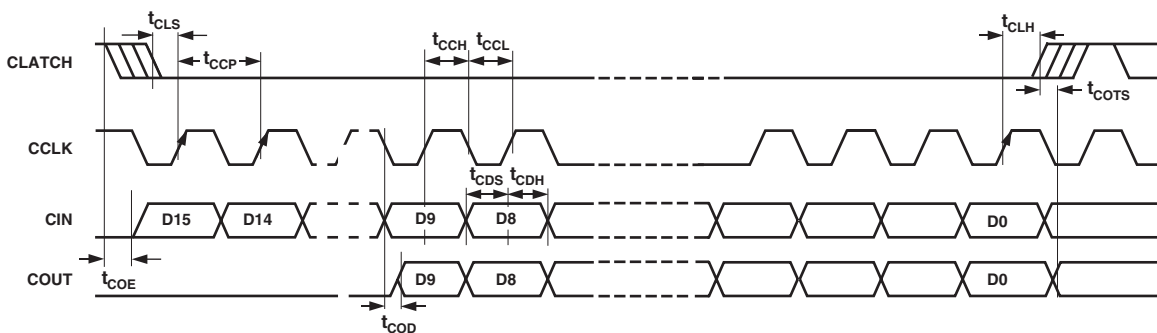 tCLS
tCLH
tCCH tCCL
tCCP
CLATCH
tCOTS
CCLK
tCDS tCDH
CIN D15 D14 D9 D8 D0
tCOE
COUT D9 D8 D0
tCOD